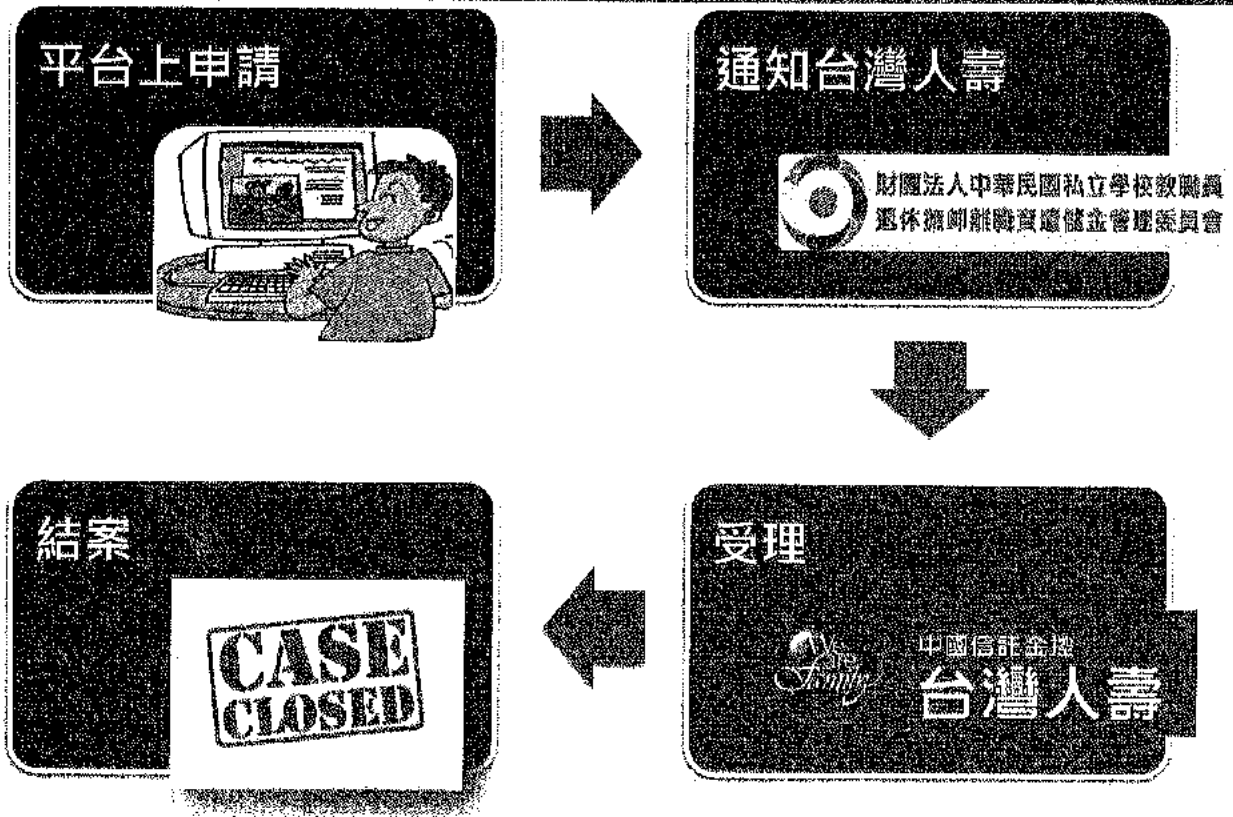 平台上申請
通知台灣人壽
財團法人中華民國私立學校教職員
退休撫卹離職資遣儲金管理委員會
受理
We are Family
中國信託金控
台灣人壽
結案
CASE
CLOSED